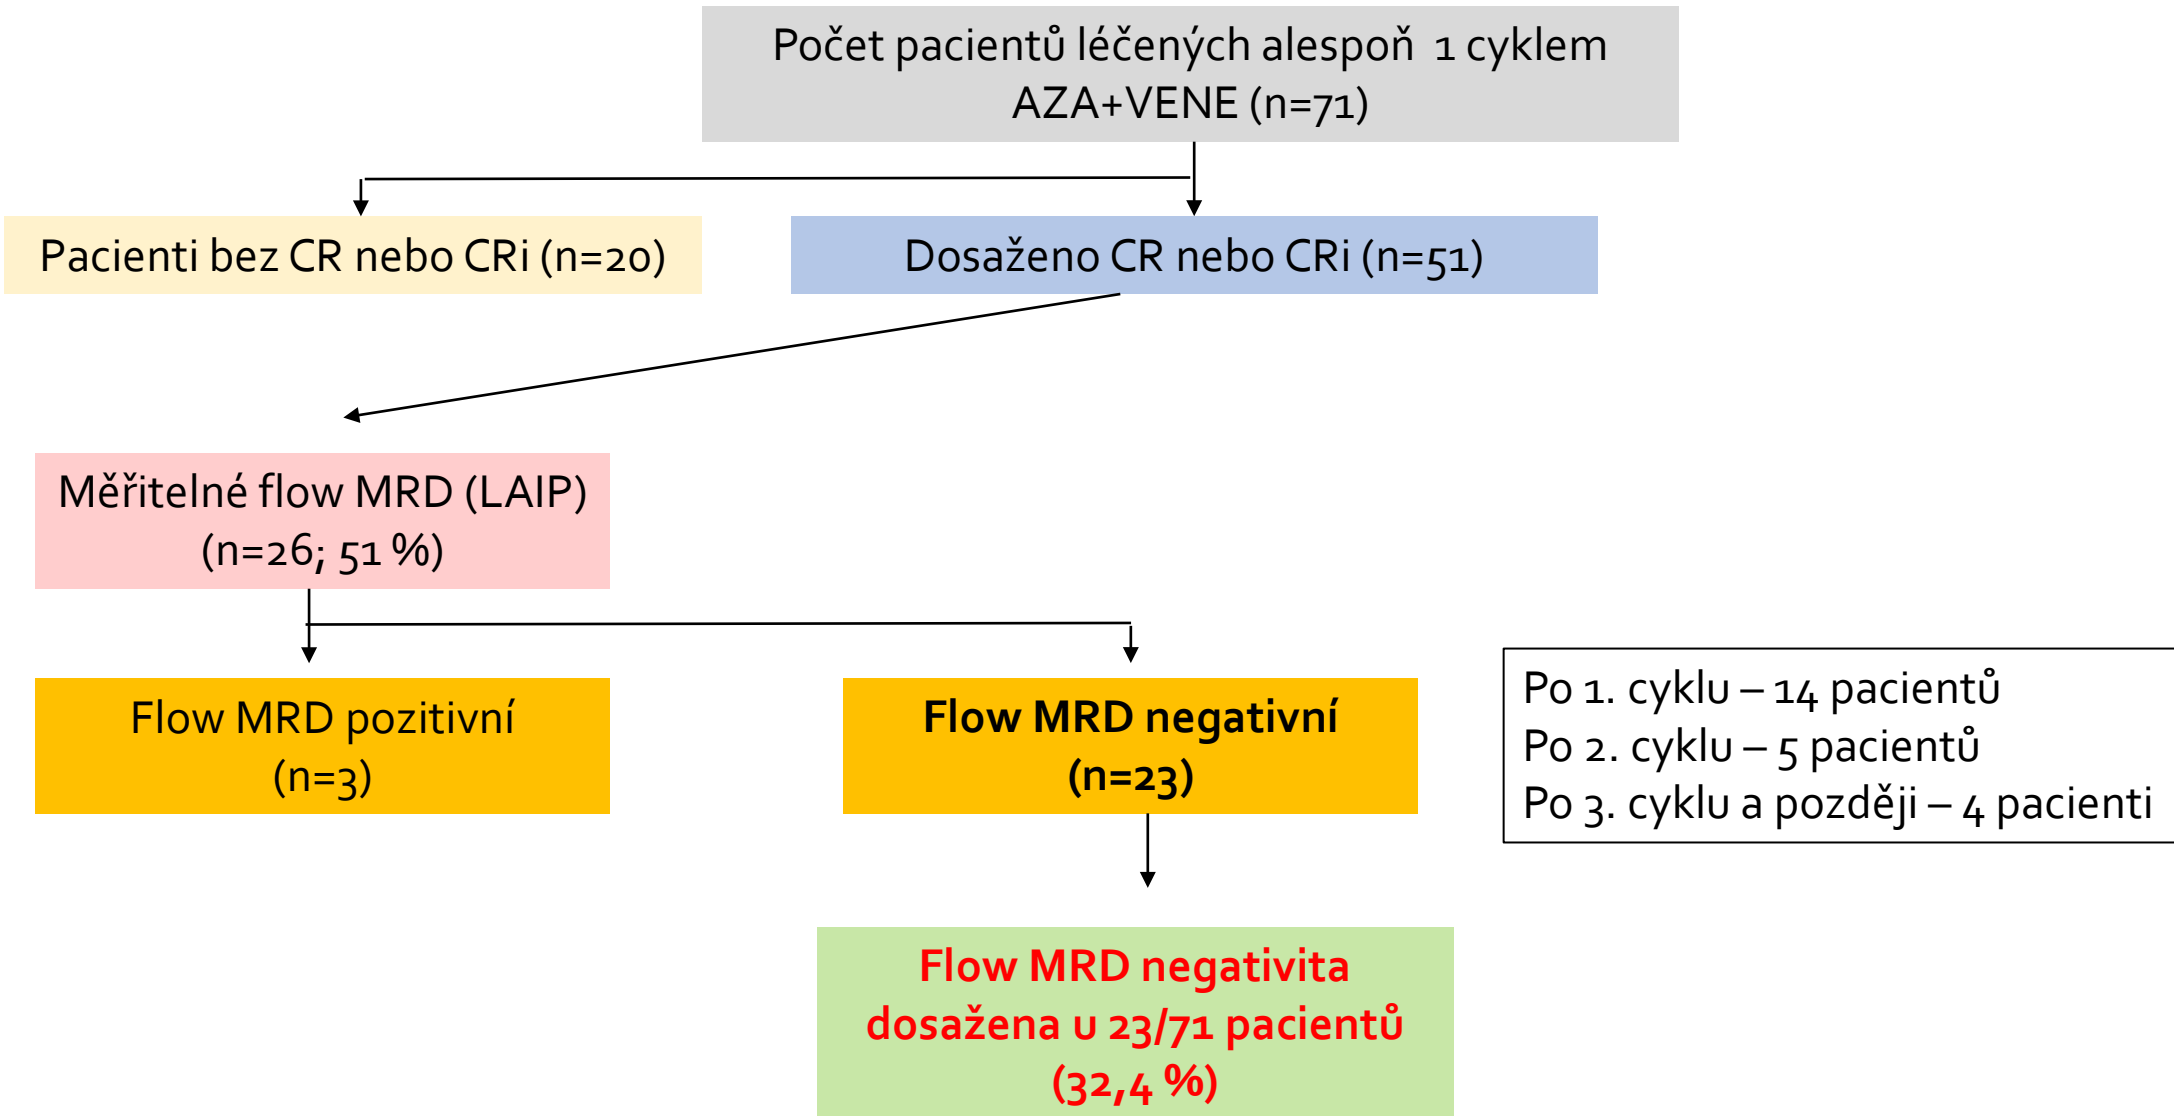 Počet pacientů léčených alespoň 1 cyklem
AZA+VENE (n=71)
Pacienti bez CR nebo CRi (n=20)
Dosaženo CR nebo CRi (n=51)
Měřitelné flow MRD (LAIP)
(n=26; 51 %)
Flow MRD pozitivní
(n=3)
Flow MRD negativní
(n=23)
Po 1. cyklu – 14 pacientů
Po 2. cyklu – 5 pacientů
Po 3. cyklu a později – 4 pacienti
Flow MRD negativita
dosažena u 23/71 pacientů
(32,4 %)